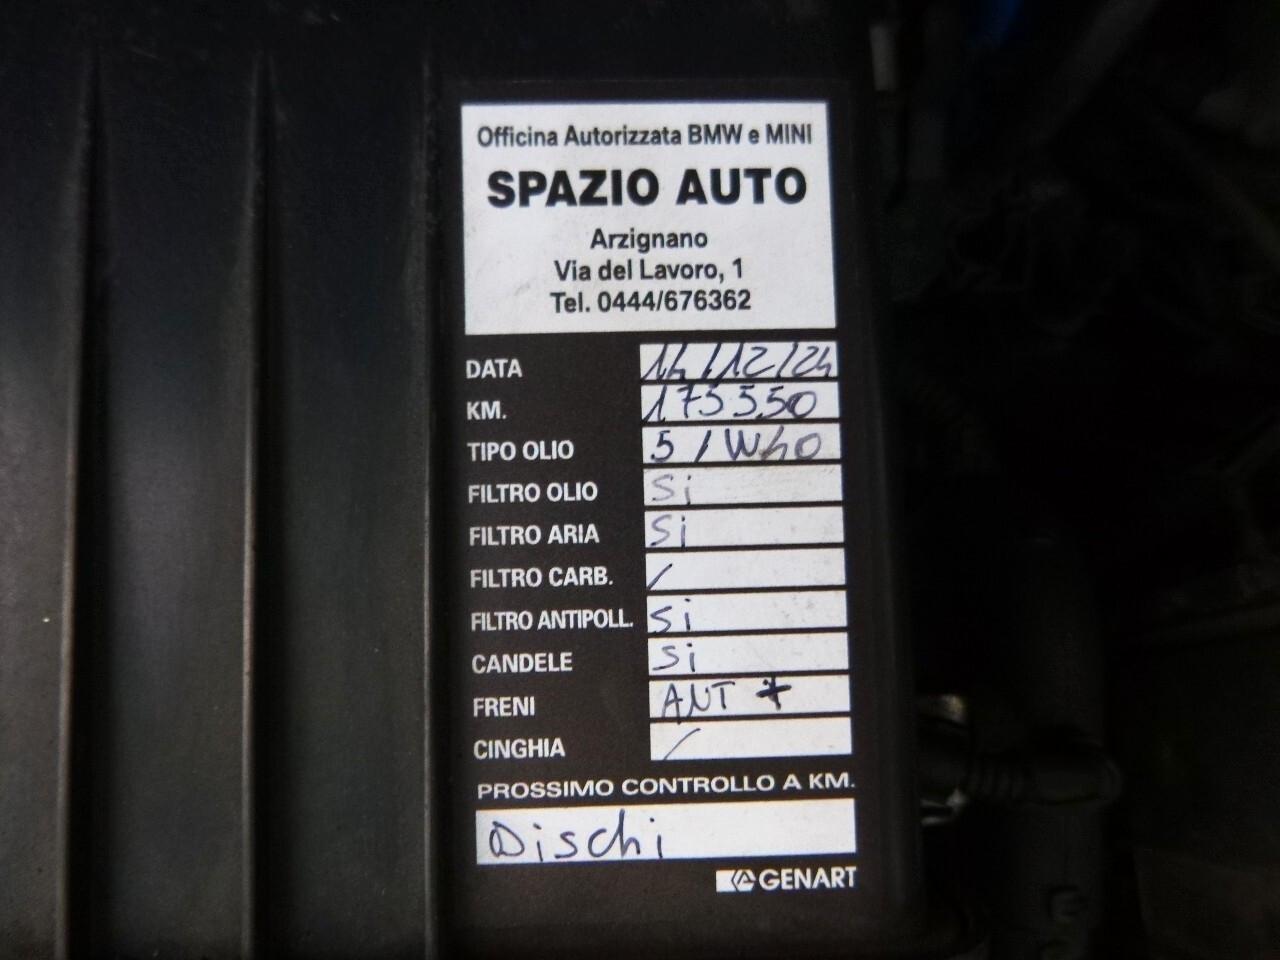 Officina Autorizzata BMW e MINI
SPAZIO AUTO
Arzignano
Via del Lavoro, 1
Tel. 0444/676362
DATA 14/12/24
KM. 175550
TIPO OLIO 5/W40
FILTRO OLIO Si
FILTRO ARIA Si
FILTRO CARB. /
FILTRO ANTIPOLL. Si
CANDELE Si
FRENI ANT *
CINGHIA /
PROSSIMO CONTROLLO A KM.
Dischi
GENART